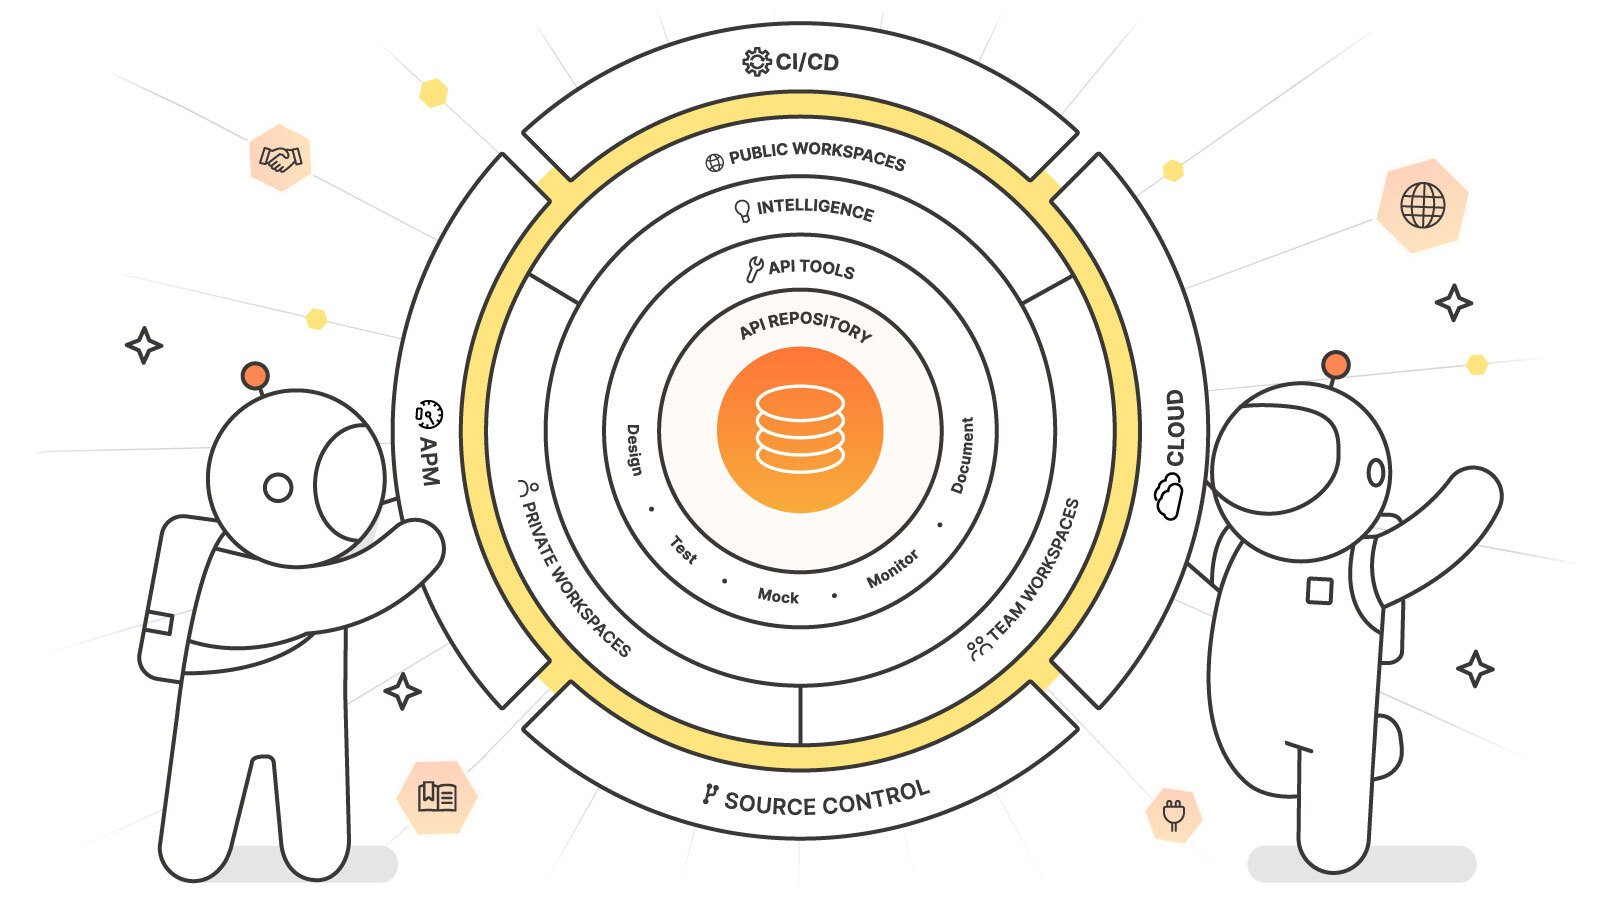 CI/CD
PUBLIC WORKSPACES
INTELLIGENCE
API TOOLS
API REPOSITORY
APM
CLOUD
Design
•
Test
•
Mock
•
Monitor
•
Document
PRIVATE WORKSPACES
TEAM WORKSPACES
SOURCE CONTROL